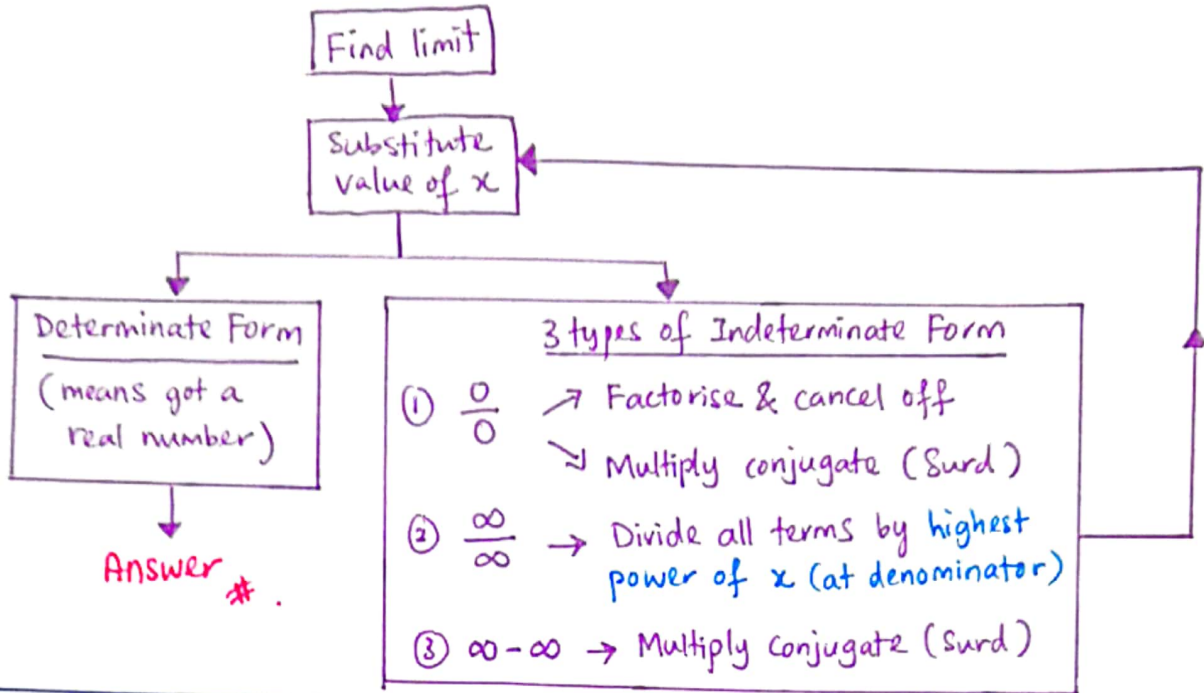 Find limit
Substitute
value of x
Determinate Form
(means got a
real number)
Answer #.
3 types of Indeterminate Form
① 0/0 ↗ Factorise & cancel off
↘ Multiply conjugate (Surd)
② ∞/∞ → Divide all terms by highest
power of x (at denominator)
③ ∞-∞ → Multiply Conjugate (Surd)